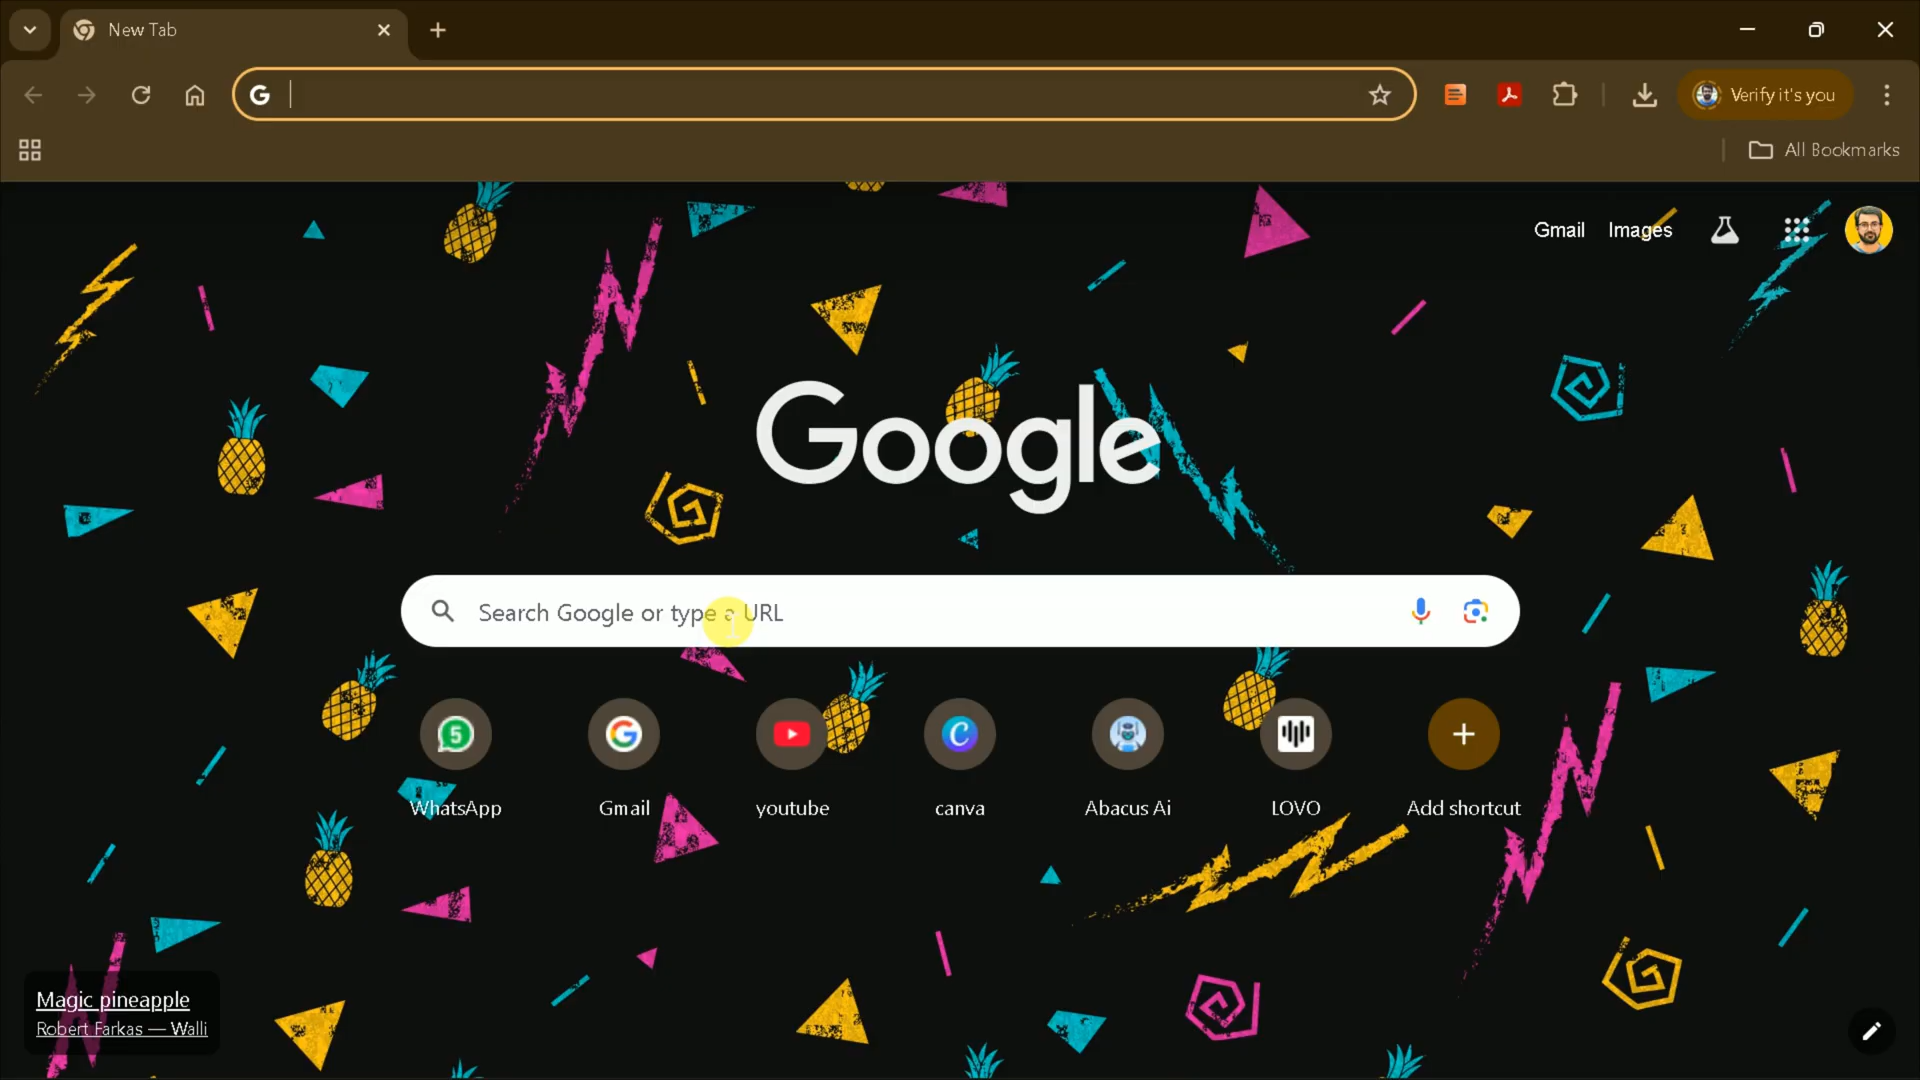 New Tab
Verify it's you
All Bookmarks
Gmail Images
Google
Search Google or type a URL
5
WhatsApp Gmail youtube canva Abacus Ai LOVO Add shortcut
Magic pineapple
Robert Farkas — Walli